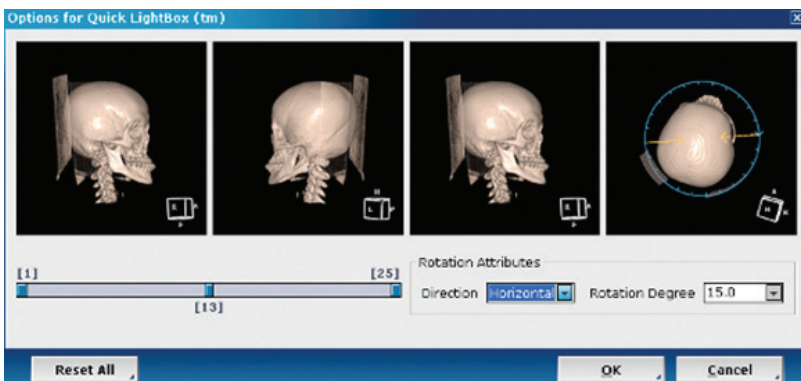 Options for Quick LightBox (tm)
[1]
[25]
[13]
Rotation Attributes
Direction Horizontal Rotation Degree 15.0
Reset All
OK
Cancel